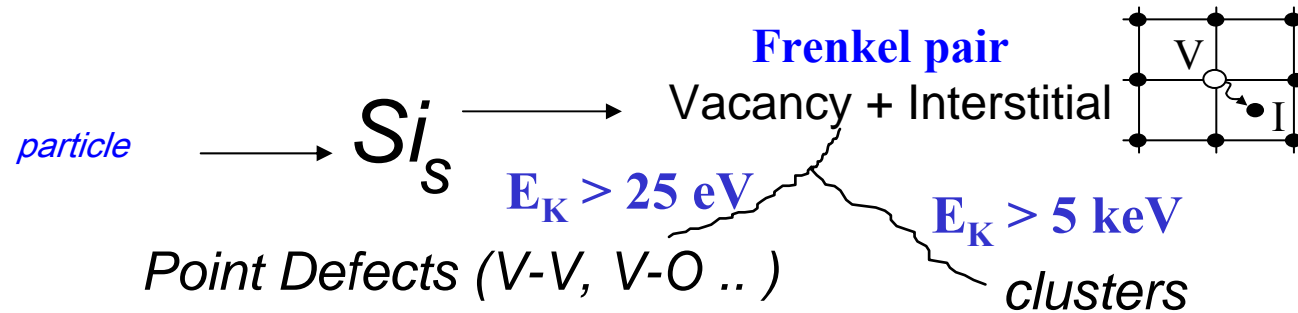 Frenkel pair
V
particle
Si_s
Vacancy + Interstitial
I
E_K > 25 eV
E_K > 5 keV
Point Defects (V-V, V-O .. )
clusters